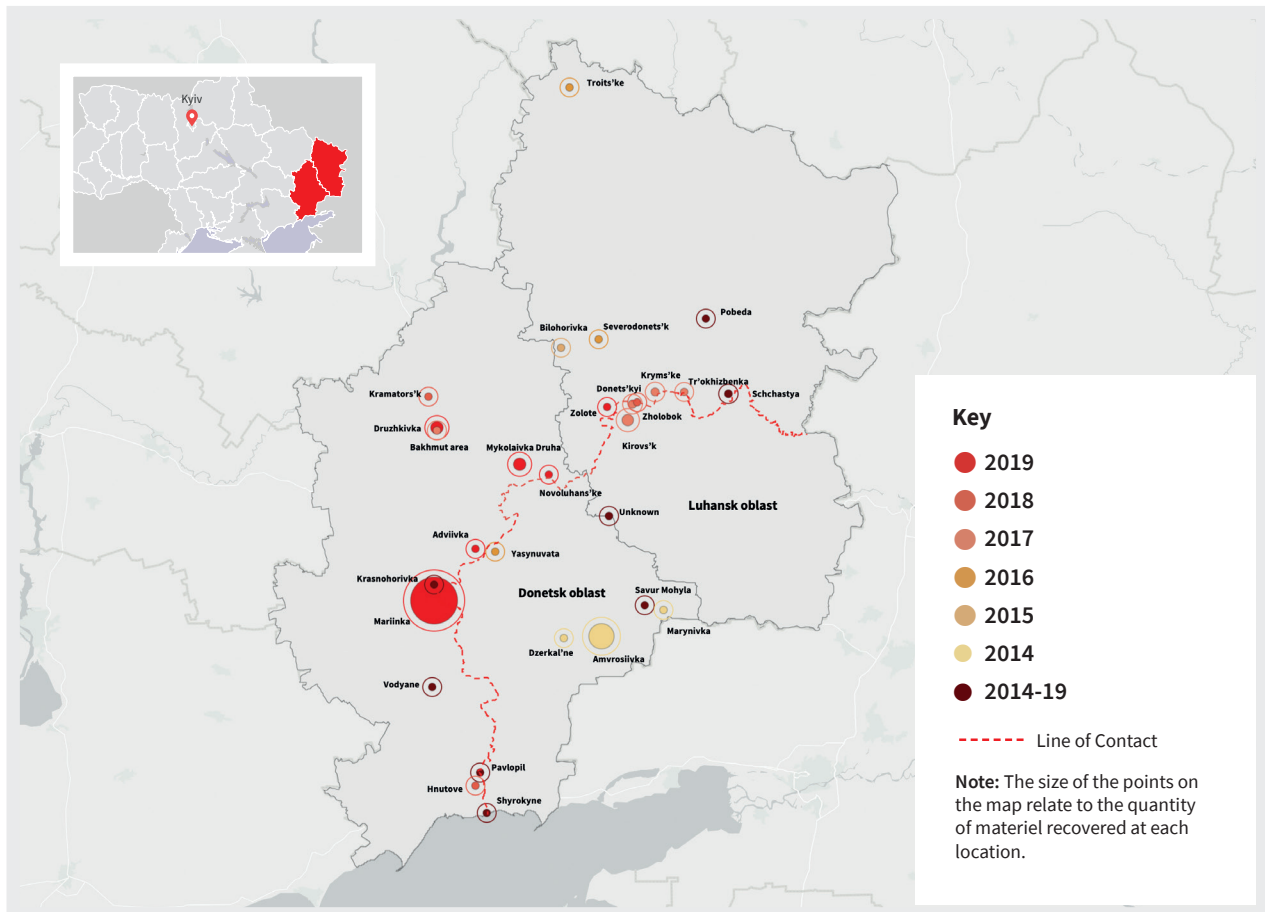 Kyiv
Troits'ke
Pobeda
Bilohorivka
Severodonets'k
Kryms'ke
Tr'okhizbenka
Donets'kyi
Schchastya
Kramators'k
Zolote
Zholobok
Druzhkivka
Bakhmut area
Mykolaivka Druha
Kirovs'k
Novoluhans'ke
Luhansk oblast
Unknown
Adviivka
Yasynuvata
Krasnohorivka
Donetsk oblast
Savur Mohyla
Mariinka
Marynivka
Dzerkal'ne
Amvrosiivka
Vodyane
Pavlopil
Hnutove
Shyrokyne
Key
2019
2018
2017
2016
2015
2014
2014-19
Line of Contact
Note: The size of the points on
the map relate to the quantity
of materiel recovered at each
location.